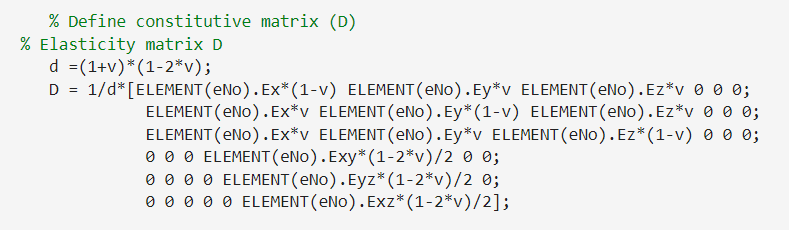 % Define constitutive matrix (D)
% Elasticity matrix D
d =(1+v)*(1-2*v);
D = 1/d*[ELEMENT(eNo).Ex*(1-v) ELEMENT(eNo).Ey*v ELEMENT(eNo).Ez*v 0 0 0;
ELEMENT(eNo).Ex*v ELEMENT(eNo).Ey*(1-v) ELEMENT(eNo).Ez*v 0 0 0;
ELEMENT(eNo).Ex*v ELEMENT(eNo).Ey*v ELEMENT(eNo).Ez*(1-v) 0 0 0;
0 0 0 ELEMENT(eNo).Exy*(1-2*v)/2 0 0;
0 0 0 0 ELEMENT(eNo).Eyz*(1-2*v)/2 0;
0 0 0 0 0 ELEMENT(eNo).Exz*(1-2*v)/2];